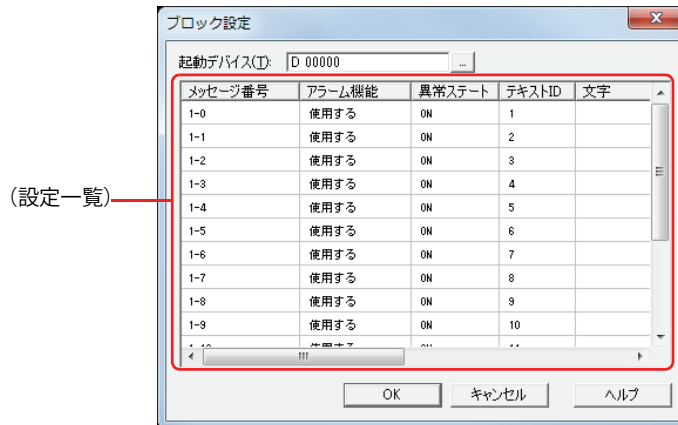 ブロック設定
起動デバイス(T): D 00000 ...
メッセージ番号 アラーム機能 異常ステート テキストID 文字
1-0 使用する ON 1
1-1 使用する ON 2
1-2 使用する ON 3
1-3 使用する ON 4
(設定一覧)
1-4 使用する ON 5
1-5 使用する ON 6
1-6 使用する ON 7
1-7 使用する ON 8
1-8 使用する ON 9
1-9 使用する ON 10
OK キャンセル ヘルプ